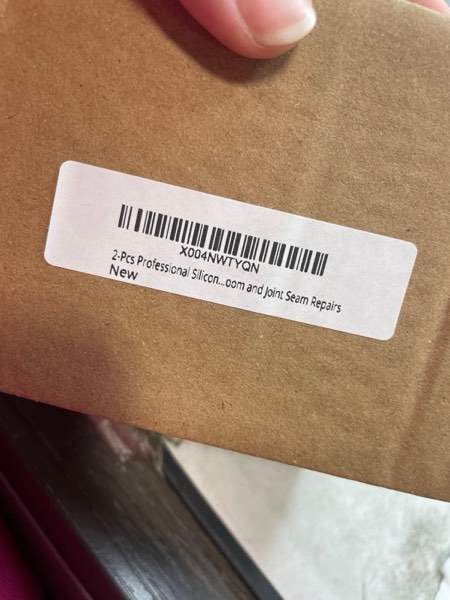 X004NWTYQN
2-Pcs Professional Silicon...oom and Joint Seam Repairs
New